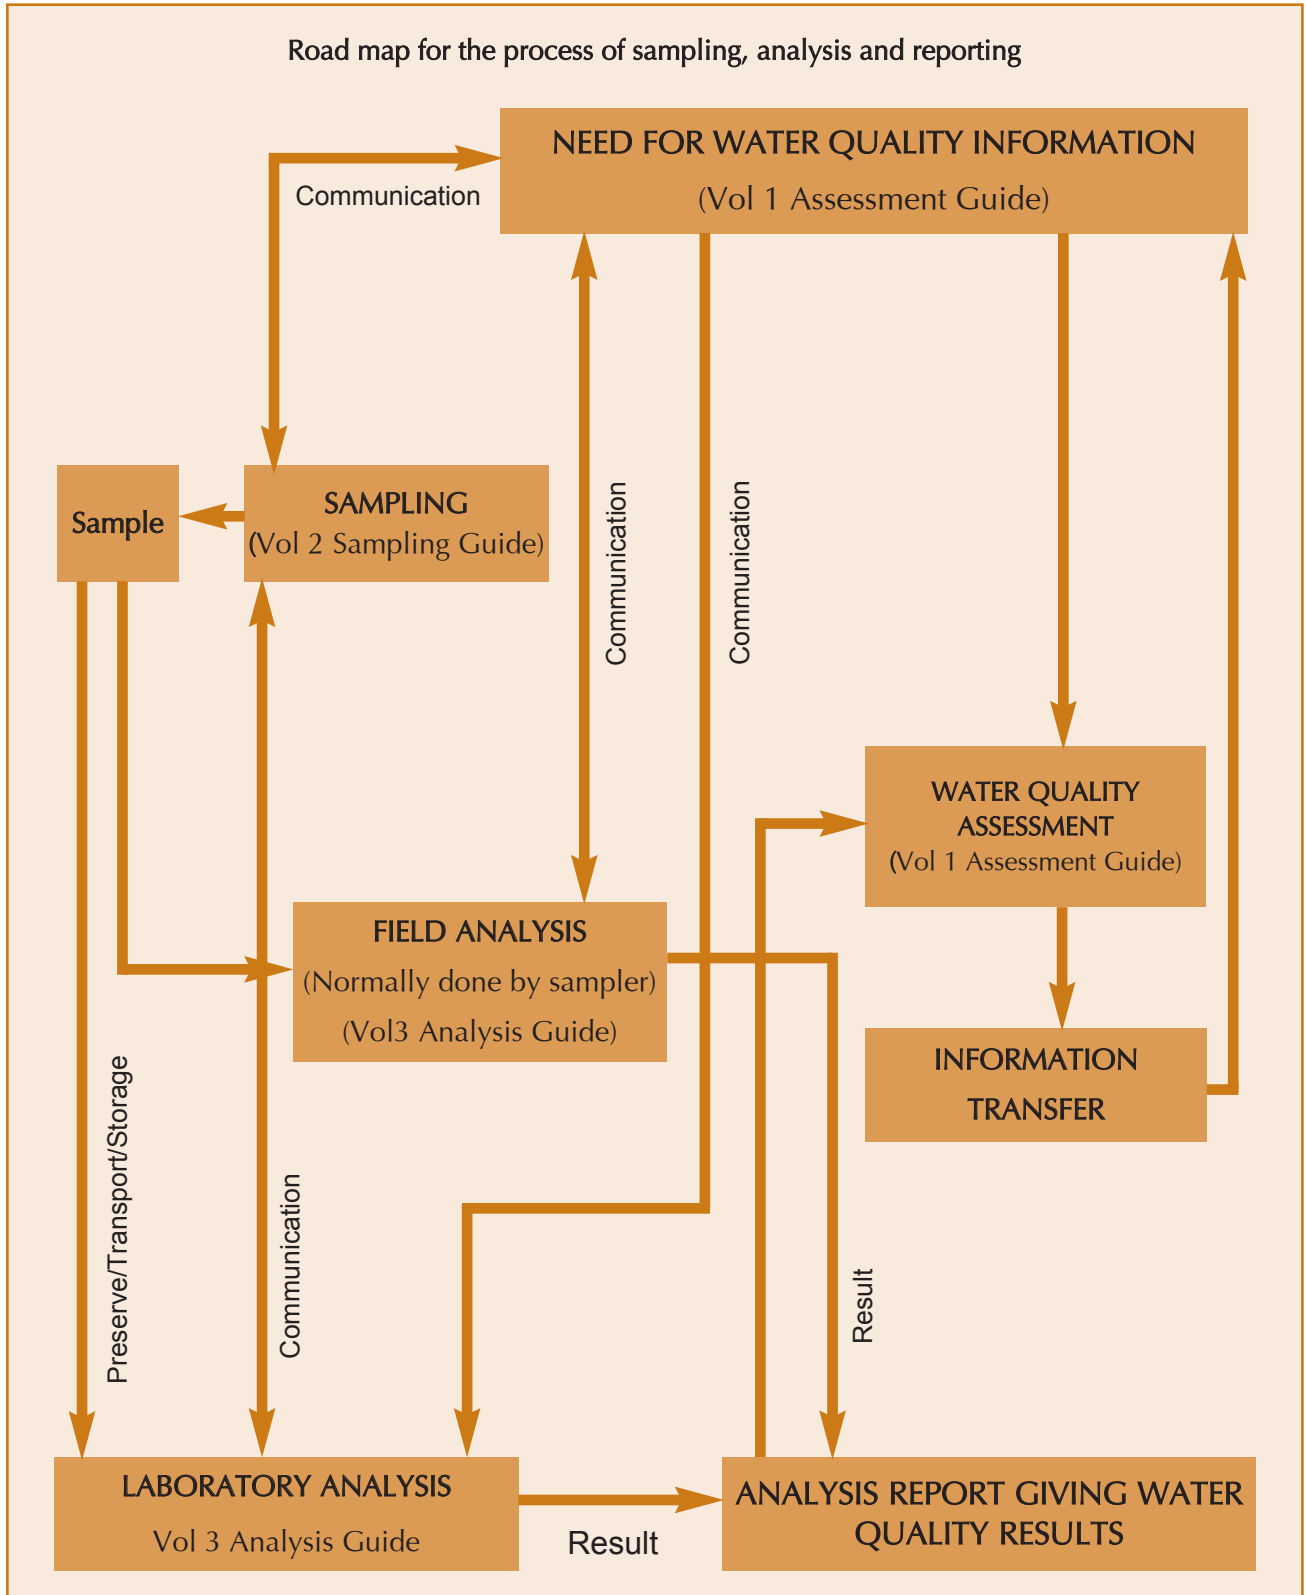 Road map for the process of sampling, analysis and reporting
NEED FOR WATER QUALITY INFORMATION
(Vol 1 Assessment Guide)
Communication
Sample
SAMPLING
(Vol 2 Sampling Guide)
Communication
Communication
WATER QUALITY
ASSESSMENT
(Vol 1 Assessment Guide)
FIELD ANALYSIS
(Normally done by sampler)
(Vol3 Analysis Guide)
INFORMATION
TRANSFER
Preserve/Transport/Storage
Communication
Result
LABORATORY ANALYSIS
Vol 3 Analysis Guide
Result
ANALYSIS REPORT GIVING WATER
QUALITY RESULTS